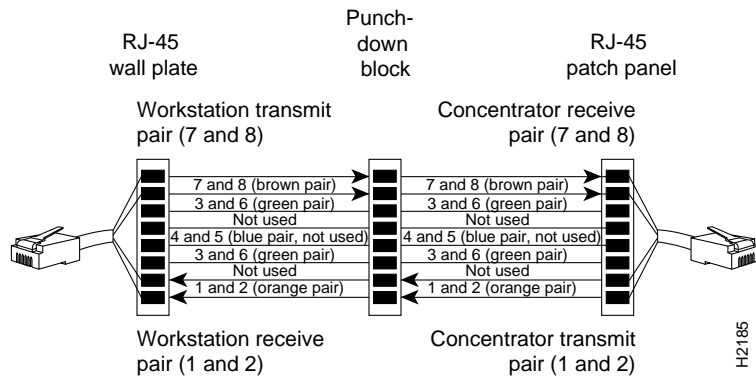 Punch-
down
block
RJ-45
wall plate
RJ-45
patch panel
Workstation transmit
pair (7 and 8)
Concentrator receive
pair (7 and 8)
7 and 8 (brown pair)
3 and 6 (green pair)
Not used
4 and 5 (blue pair, not used)
3 and 6 (green pair)
Not used
1 and 2 (orange pair)
7 and 8 (brown pair)
3 and 6 (green pair)
Not used
4 and 5 (blue pair, not used)
3 and 6 (green pair)
Not used
1 and 2 (orange pair)
Workstation receive
pair (1 and 2)
Concentrator transmit
pair (1 and 2)
H2185